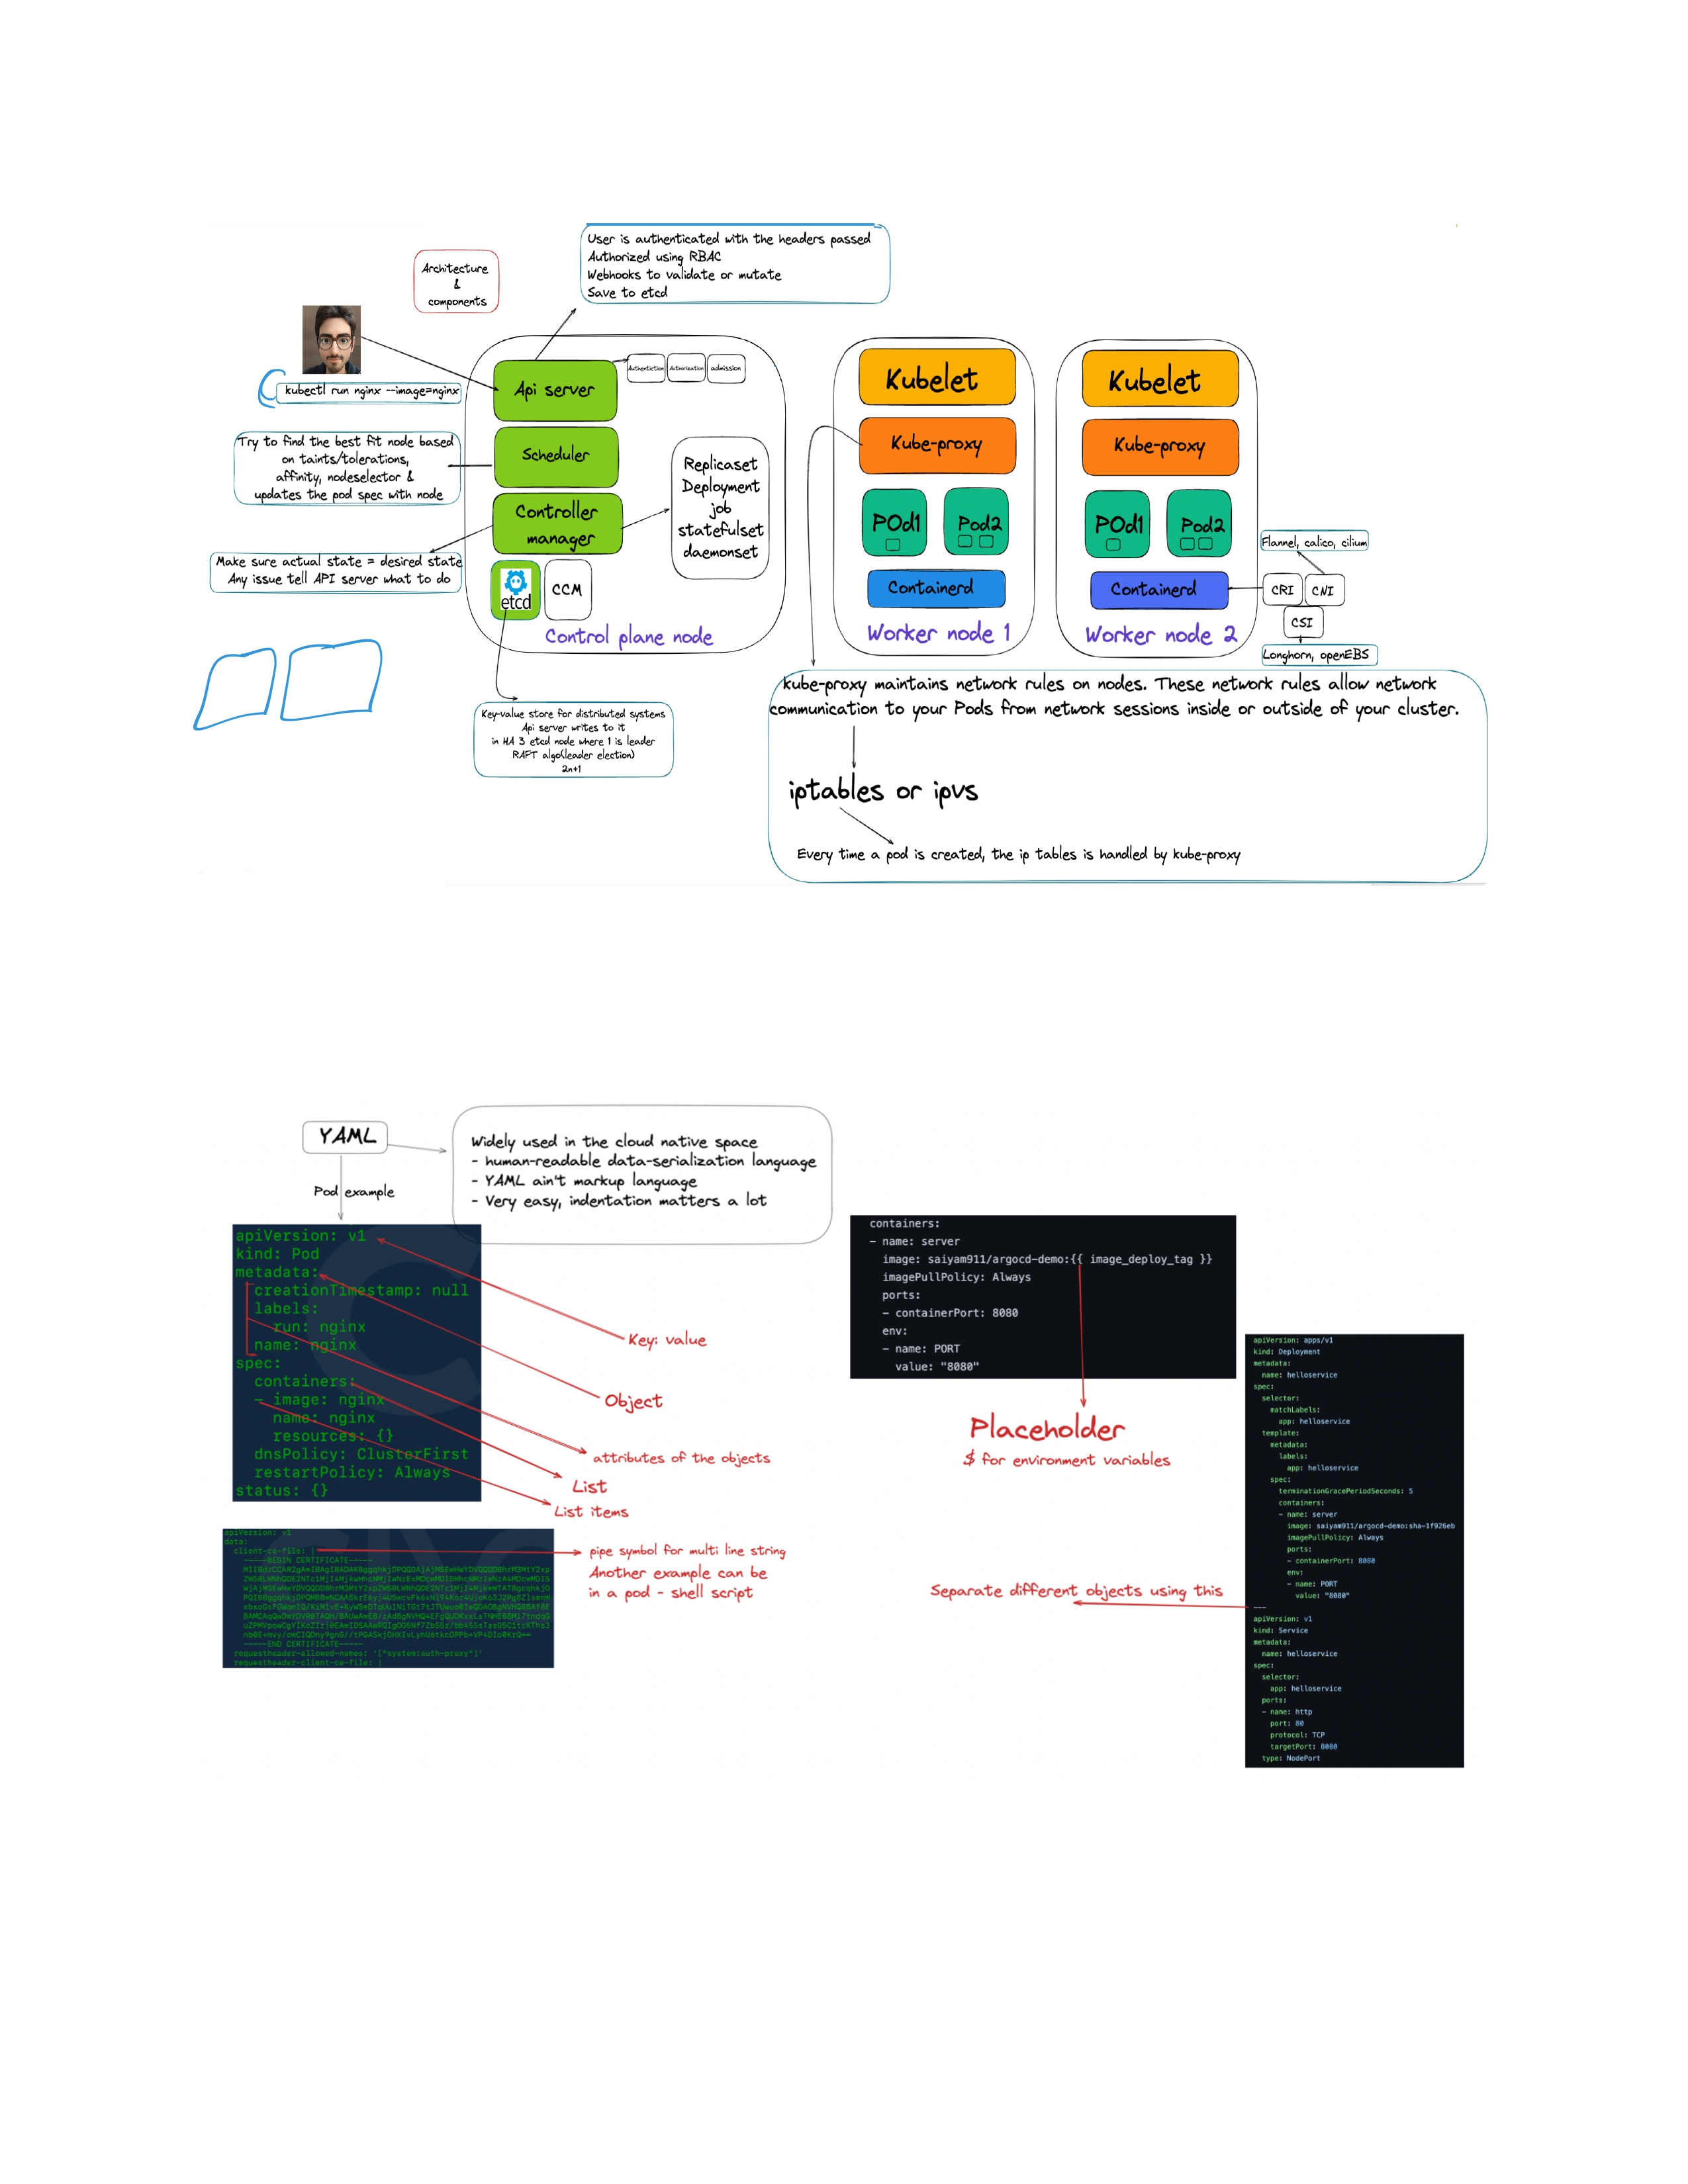 User is authenticated with the headers passed
Authorized using RBAC
Webhooks to validate or mutate
Save to etcd
Architecture
&
components
kubectl run nginx --image=nginx
Api server
Authentiction
Authorization
admission
Scheduler
Try to find the best fit node based
on taints/tolerations,
affinity, nodeselector &
updates the pod spec with node
Controller
manager
Make sure actual state = desired state
Any issue tell API server what to do
Replicaset
Deployment
job
statefulset
daemonset
etcd
CCM
Control plane node
Key-value store for distributed systems
Api server writes to it
in HA 3 etcd node where 1 is leader
RAPT algo(leader election)
2n+1
Kubelet
Kube-proxy
POd1
Pod2
Containerd
Worker node 1
Kubelet
Kube-proxy
POd1
Pod2
Containerd
Worker node 2
Flannel, calico, cilium
CRI
CNI
CSI
Longhorn, openEBS
kube-proxy maintains network rules on nodes. These network rules allow network
communication to your Pods from network sessions inside or outside of your cluster.
iptables or ipvs
Every time a pod is created, the ip tables is handled by kube-proxy
YAML
Pod example
Widely used in the cloud native space
- human-readable data-serialization language
- YAML ain't markup language
- Very easy, indentation matters a lot
apiVersion: v1
kind: Pod
metadata:
creationTimestamp: null
labels:
run: nginx
name: nginx
spec:
containers:
- image: nginx
name: nginx
resources: {}
dnsPolicy: ClusterFirst
restartPolicy: Always
status: {}
Key: value
Object
attributes of the objects
List
List items
apiVersion: v1
data:
client-ca-file: |
-----BEGIN CERTIFICATE-----
-----END CERTIFICATE-----
requestheader-allowed-names: '["system:auth-proxy"]'
requestheader-client-ca-file: |
pipe symbol for multi line string
Another example can be
in a pod - shell script
containers:
- name: server
image: saiyam911/argocd-demo:{{ image_deploy_tag }}
imagePullPolicy: Always
ports:
- containerPort: 8080
env:
- name: PORT
value: "8080"
Placeholder
$ for environment variables
Separate different objects using this
apiVersion: apps/v1
kind: Deployment
metadata:
name: helloservice
spec:
selector:
matchLabels:
app: helloservice
template:
metadata:
labels:
app: helloservice
spec:
terminationGracePeriodSeconds: 5
containers:
- name: server
image: saiyam911/argocd-demo:sha-1f926eb
imagePullPolicy: Always
ports:
- containerPort: 8080
env:
- name: PORT
value: "8080"
---
apiVersion: v1
kind: Service
metadata:
name: helloservice
spec:
selector:
app: helloservice
ports:
- name: http
port: 80
protocol: TCP
targetPort: 8080
type: NodePort